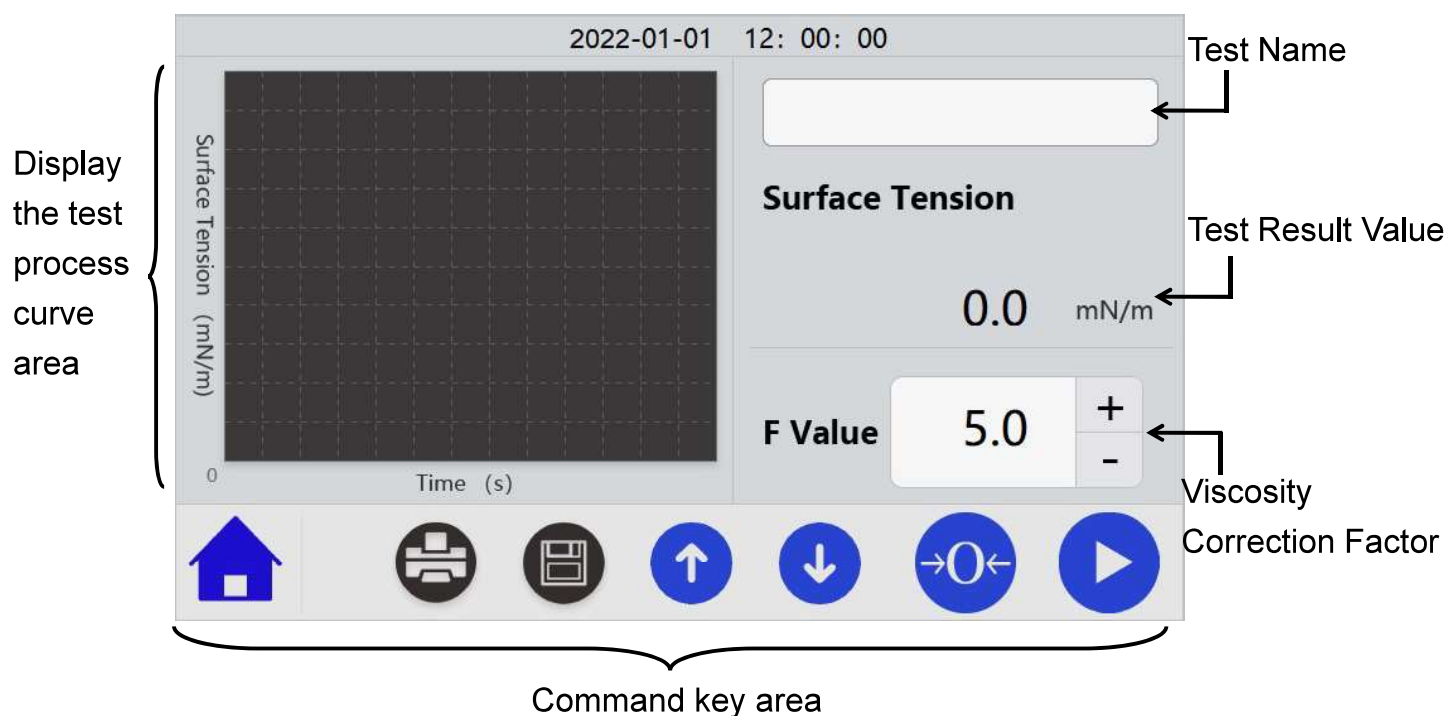 2022-01-01 12: 00: 00
Test Name
Display
the test
process
curve
area
Surface Tension (mN/m)
0
Time (s)
Surface Tension
Test Result Value
0.0 mN/m
F Value 5.0 + -
Viscosity
Correction Factor
→O←
Command key area